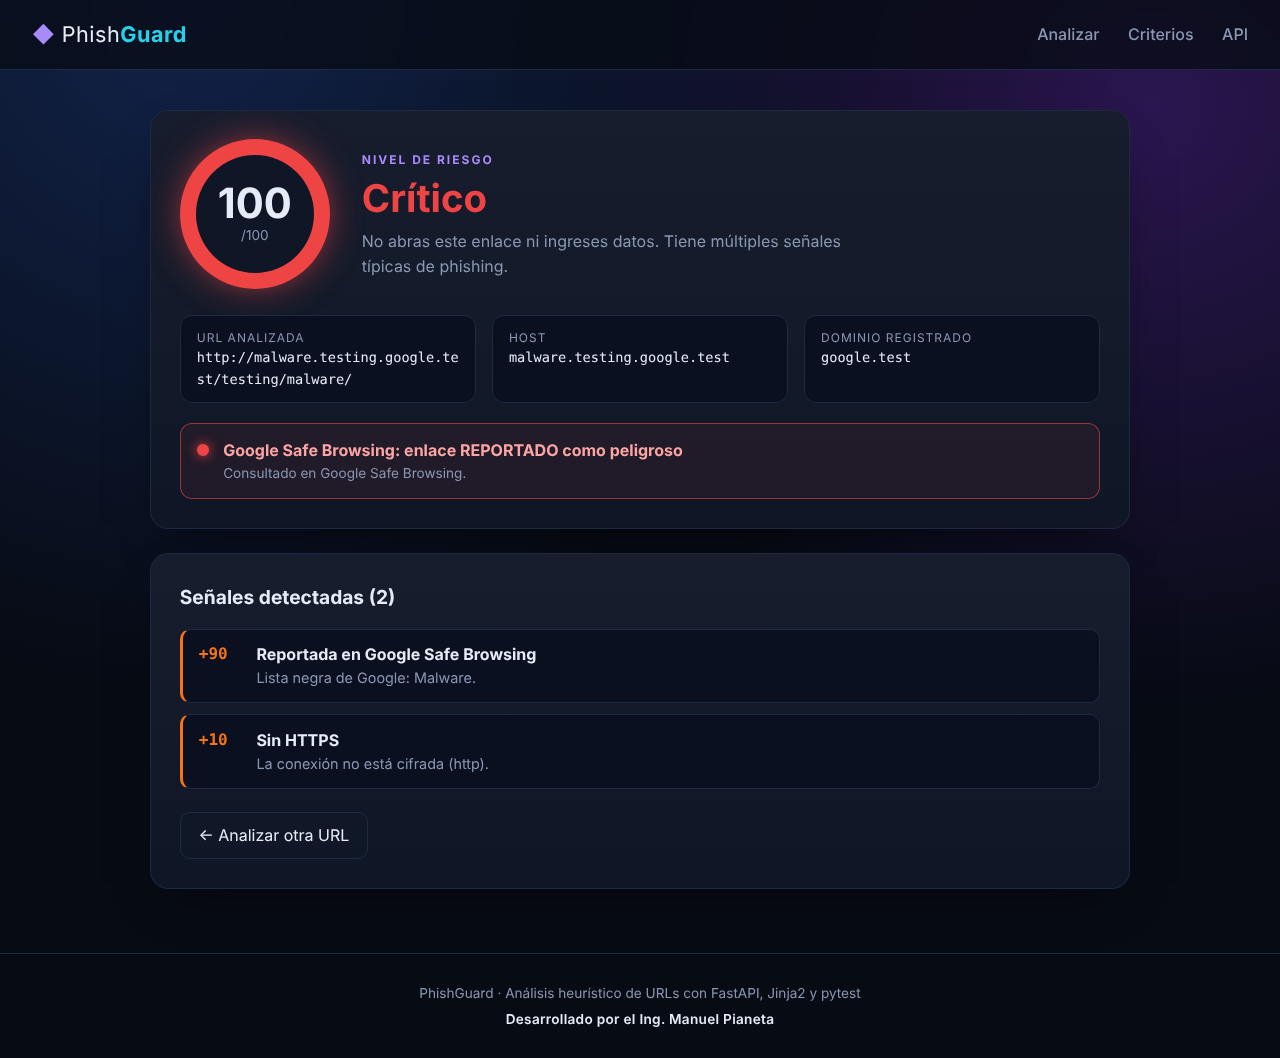 PhishGuard
Analizar Criterios API
100
/100
NIVEL DE RIESGO
Crítico
No abras este enlace ni ingreses datos. Tiene múltiples señales
típicas de phishing.
URL ANALIZADA
http://malware.testing.google.te
st/testing/malware/
HOST
malware.testing.google.test
DOMINIO REGISTRADO
google.test
Google Safe Browsing: enlace REPORTADO como peligroso
Consultado en Google Safe Browsing.
Señales detectadas (2)
+90
Reportada en Google Safe Browsing
Lista negra de Google: Malware.
+10
Sin HTTPS
La conexión no está cifrada (http).
← Analizar otra URL
PhishGuard · Análisis heurístico de URLs con FastAPI, Jinja2 y pytest
Desarrollado por el Ing. Manuel Pianeta